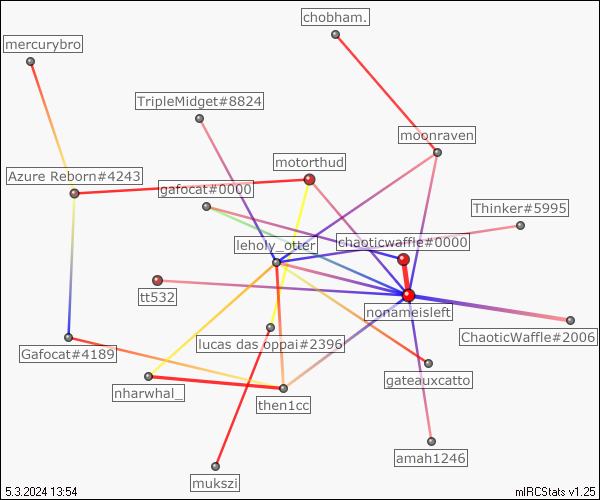 chobham.
mercurybro
TripleMidget#8824
moonraven
motorthud
Azure Reborn#4243
gafocat#0000
Thinker#5995
leholy_otter
chaoticwaffle#0000
tt532
nonameisleft
ChaoticWaffle#2006
lucas das oppai#2396
Gafocat#4189
gateauxcatto
nharwhal_
then1cc
amah1246
mukszi
5.3.2024 13:54
mIRCStats v1.25